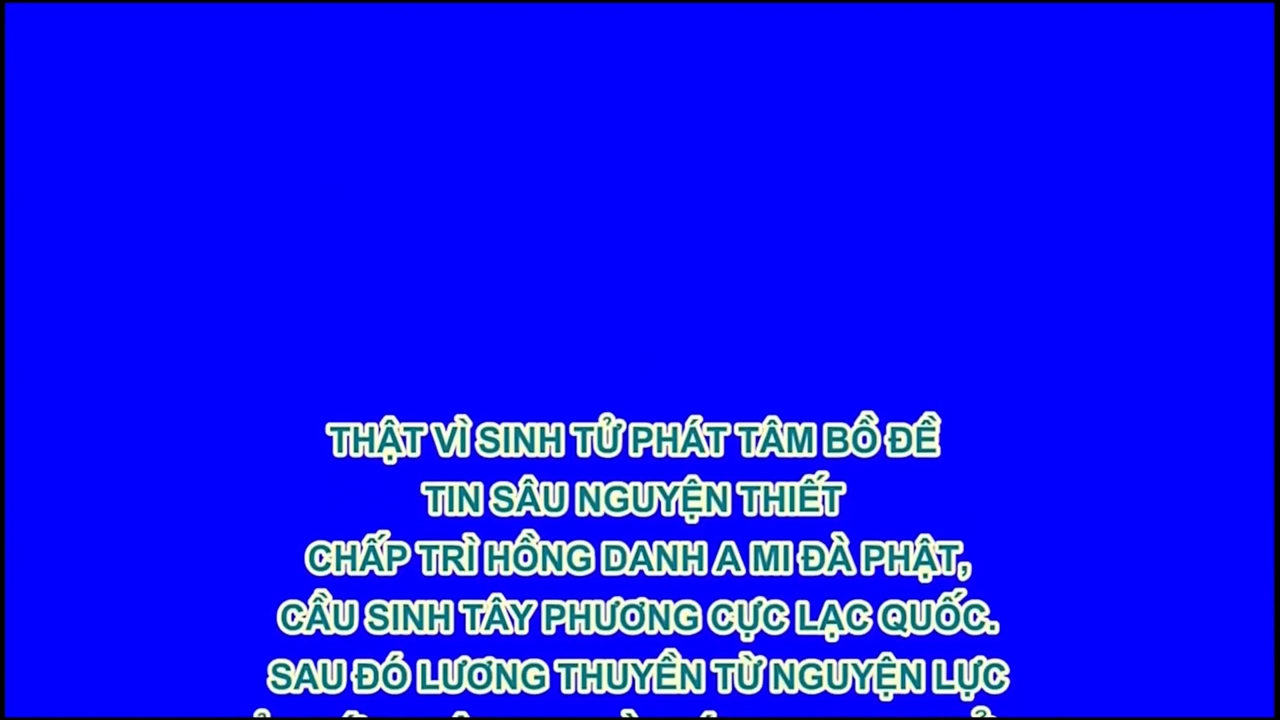 THẬT VÌ SINH TỬ PHÁT TÂM BỒ ĐỀ
TIN SÂU NGUYỆN THIẾT
CHẤP TRÌ HỒNG DANH A MI ĐÀ PHẬT,
CẦU SINH TÂY PHƯƠNG CỰC LẠC QUỐC.
SAU ĐÓ LƯƠNG THUYỀN TỪ NGUYỆN LỰC